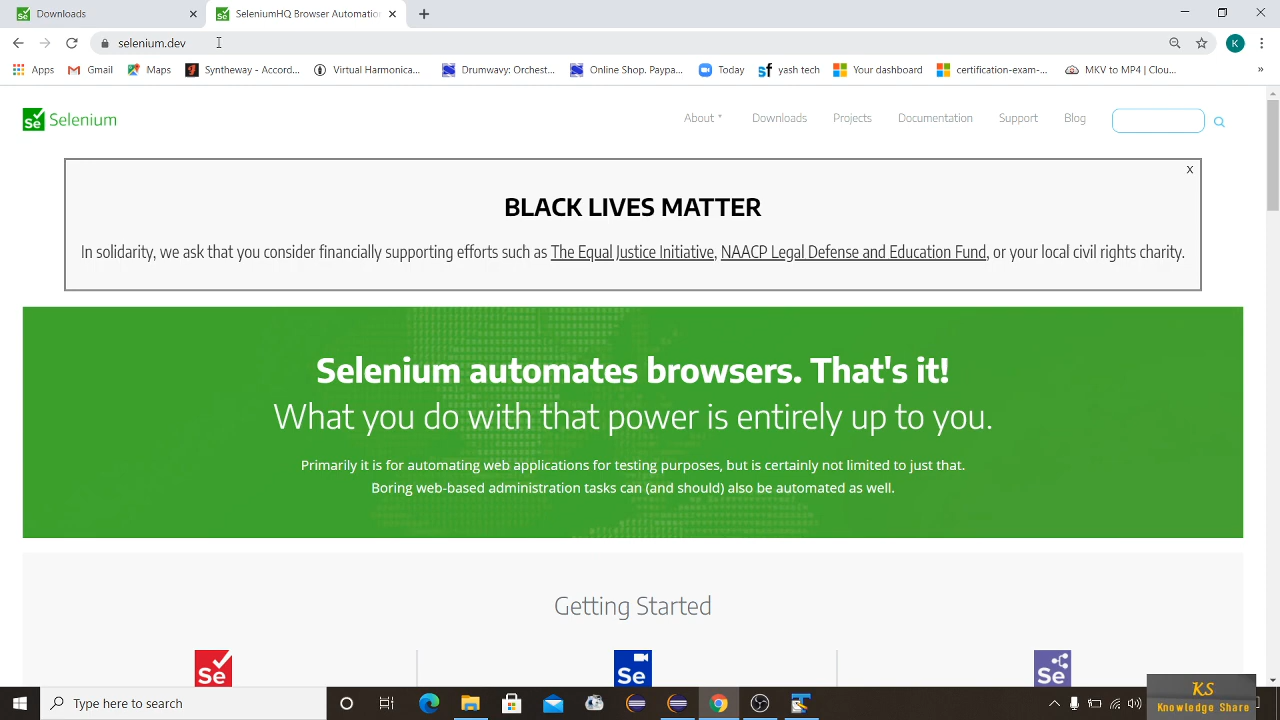 Downloads
SeleniumHQ Browser Automatio
selenium.dev
K
Apps
Gmail
Maps
Syntheway - Accord...
Virtual Harmonica...
Drumwavy: Orchest...
Online Shop. Paypa...
Today
yash tech
Your dashboard
certification-exam-...
MKV to MP4 | Clou...
»
Se Selenium
About *
Downloads
Projects
Documentation
Support
Blog
X
BLACK LIVES MATTER
In solidarity, we ask that you consider financially supporting efforts such as The Equal Justice Initiative, NAACP Legal Defense and Education Fund, or your local civil rights charity.
Selenium automates browsers. That's it!
What you do with that power is entirely up to you.
Primarily it is for automating web applications for testing purposes, but is certainly not limited to just that.
Boring web-based administration tasks can (and should) also be automated as well.
Getting Started
Se
Se
Se
Type here to search
KS
Knowledge Share